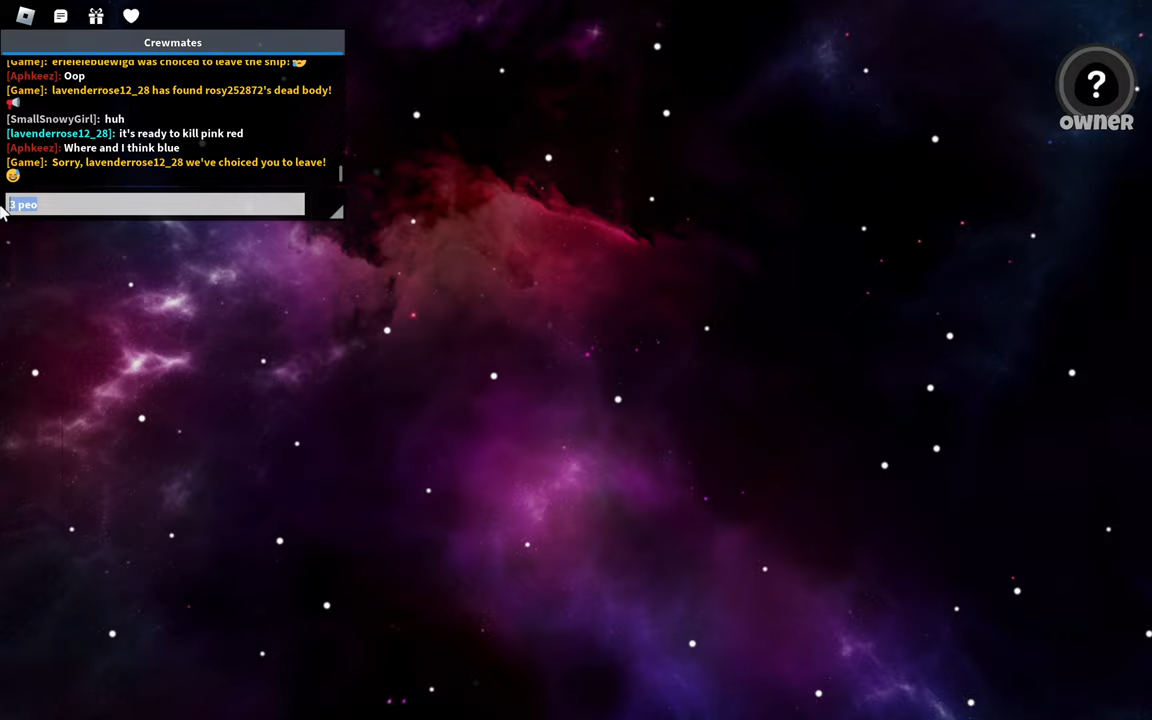 Crewmates
[Game]: erielelebuewigd was choiced to leave the ship!
[Aphkeez]: Oop
[Game]: lavenderrose12_28 has found rosy252872's dead body!
[SmallSnowyGirl]: huh
[lavenderrose12_28]: it's ready to kill pink red
[Aphkeez]: Where and I think blue
[Game]: Sorry, lavenderrose12_28 we've choiced you to leave!
3 peo
?
OWNER